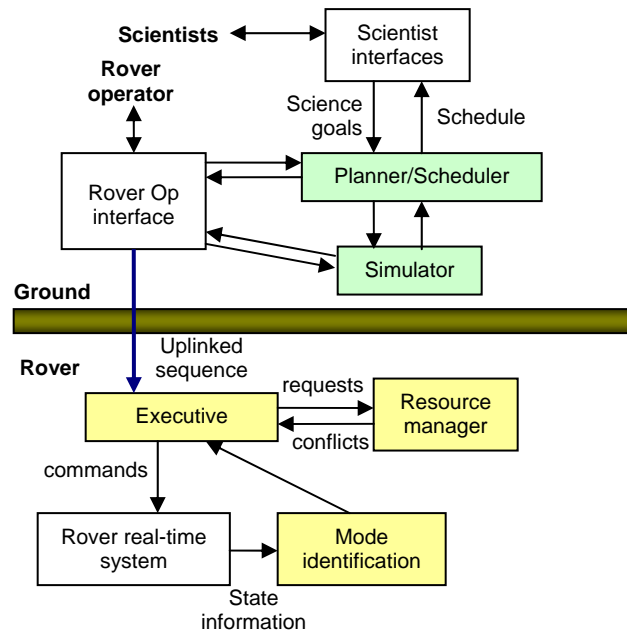 Scientists
Scientist
interfaces
Rover
operator
Science
goals
Schedule
Rover Op
interface
Planner/Scheduler
Simulator
Ground
Uplinked
sequence
Rover
requests
Executive
Resource
manager
conflicts
commands
Rover real-time
system
Mode
identification
State
information